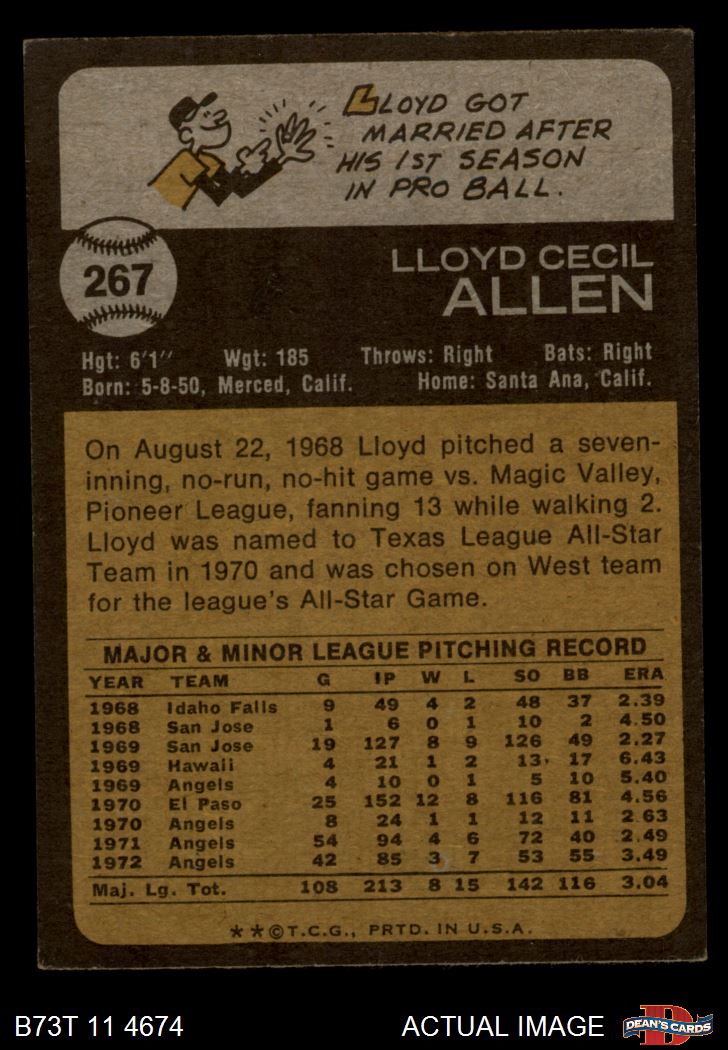 LLOYD GOT
MARRIED AFTER
HIS 1ST SEASON
IN PRO BALL.
267
LLOYD CECIL
ALLEN
Hgt: 6'1" Wgt: 185 Throws: Right Bats: Right
Born: 5-8-50, Merced, Calif. Home: Santa Ana, Calif.
On August 22, 1968 Lloyd pitched a seven-
inning, no-run, no-hit game vs. Magic Valley,
Pioneer League, fanning 13 while walking 2.
Lloyd was named to Texas League All-Star
Team in 1970 and was chosen on West team
for the league's All-Star Game.
MAJOR & MINOR LEAGUE PITCHING RECORD
YEAR TEAM G IP W L SO BB ERA
1968 Idaho Falls 9 49 4 2 48 37 2.39
1968 San Jose 1 6 0 1 10 2 4.50
1969 San Jose 19 127 8 9 126 49 2.27
1969 Hawaii 4 21 1 2 13 17 6.43
1969 Angels 4 10 0 1 5 10 5.40
1970 El Paso 25 152 12 8 116 81 4.56
1970 Angels 8 24 1 1 12 11 2.63
1971 Angels 54 94 4 6 72 40 2.49
1972 Angels 42 85 3 7 53 55 3.49
Maj. Lg. Tot. 108 213 8 15 142 116 3.04
**©T.C.G., PRTD. IN U.S.A.
B73T 11 4674 ACTUAL IMAGE D DEAN'S CARDS